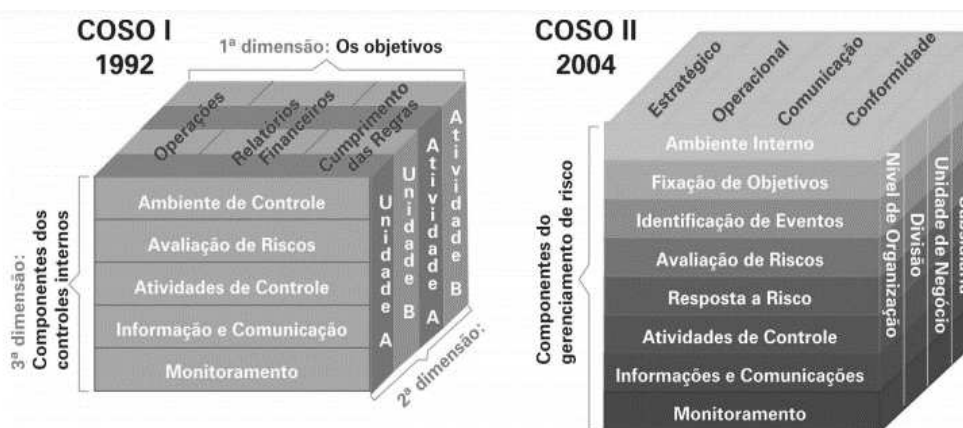 COSO I
1992
1ª dimensão: Os objetivos
Operações
Relatórios
Financeiros
Cumprimento
das Regras
3ª dimensão:
Componentes dos
controles internos
Ambiente de Controle
Avaliação de Riscos
Atividades de Controle
Informação e Comunicação
Monitoramento
Unidade A
Unidade B
Atividade A
Atividade B
2ª dimensão:
COSO II
2004
Estratégico
Operacional
Comunicação
Conformidade
Componentes do
gerenciamento de risco
Ambiente Interno
Fixação de Objetivos
Identificação de Eventos
Avaliação de Riscos
Resposta a Risco
Atividades de Controle
Informações e Comunicações
Monitoramento
Nível de Organização
Divisão
Unidade de Negócio